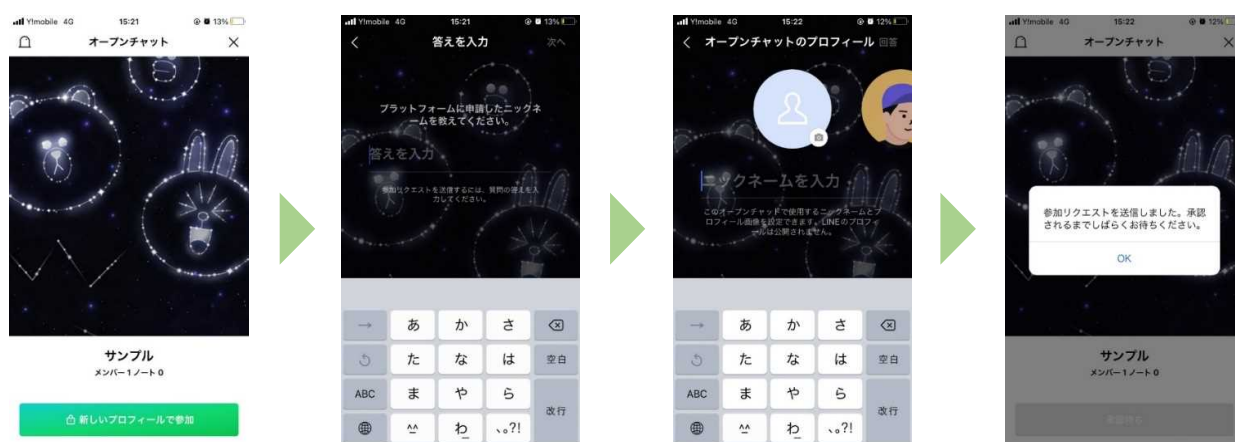 Y!mobile 4G 15:21 13%
オープンチャット
サンプル
メンバー1ノート 0
新しいプロフィールで参加
Y!mobile 4G 15:21 13%
答えを入力 次へ
プラットフォームに申請したニックネ
ームを教えてください。
答えを入力
参加リクエストを送信するには、質問の答えを入
力してください。
→ あ か さ
た な は 空白
ABC ま や ら
改行
^^ わ_ 、。?!
Y!mobile 4G 15:22 12%
オープンチャットのプロフィール 回答
ニックネームを入力
このオープンチャットで使用するニックネームとプ
ロフィール画像を設定できます。LINEのプロフィ
ールは公開されません。
→ あ か さ
た な は 空白
ABC ま や ら
改行
^^ わ_ 、。?!
Y!mobile 4G 15:22 12%
オープンチャット
参加リクエストを送信しました。承認
されるまでしばらくお待ちください。
OK
サンプル
メンバー1ノート 0